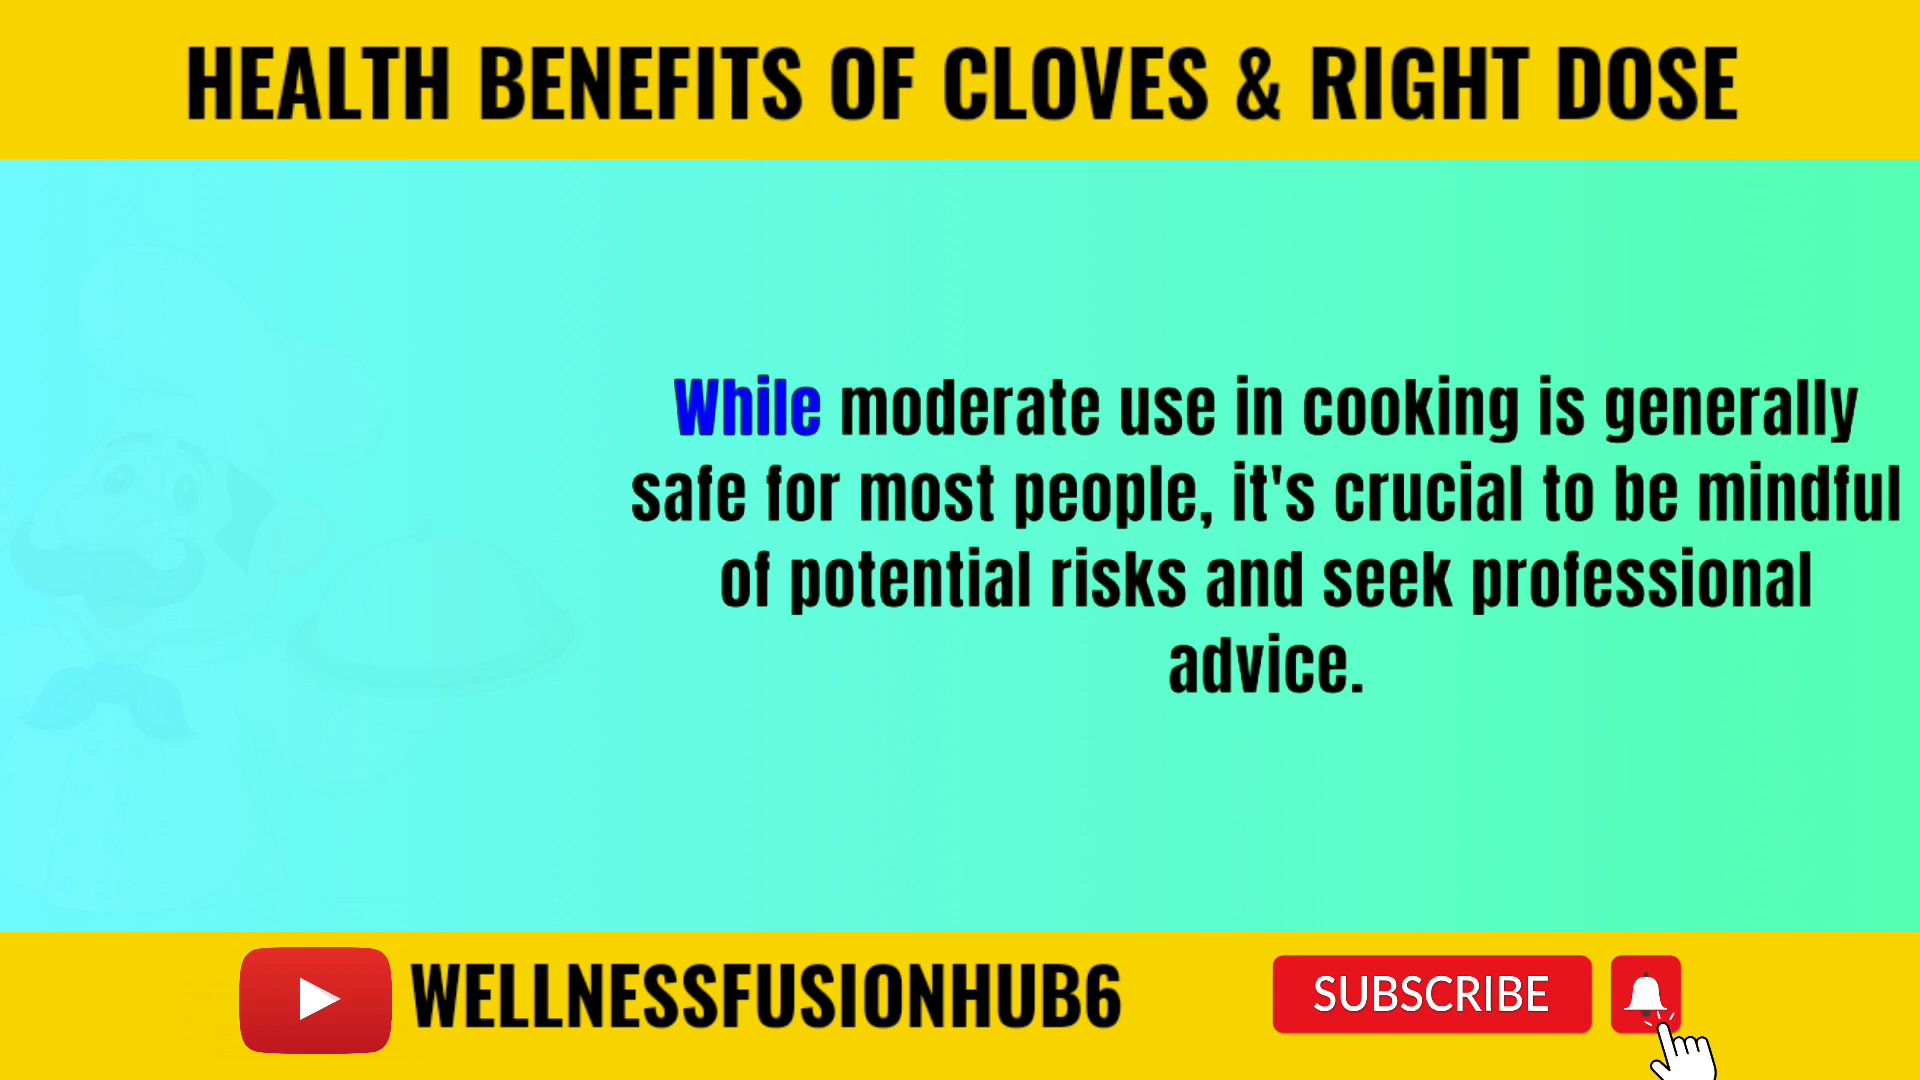 HEALTH BENEFITS OF CLOVES & RIGHT DOSE
While moderate use in cooking is generally
safe for most people, it's crucial to be mindful
of potential risks and seek professional
advice.
WELLNESSFUSIONHUB6
SUBSCRIBE